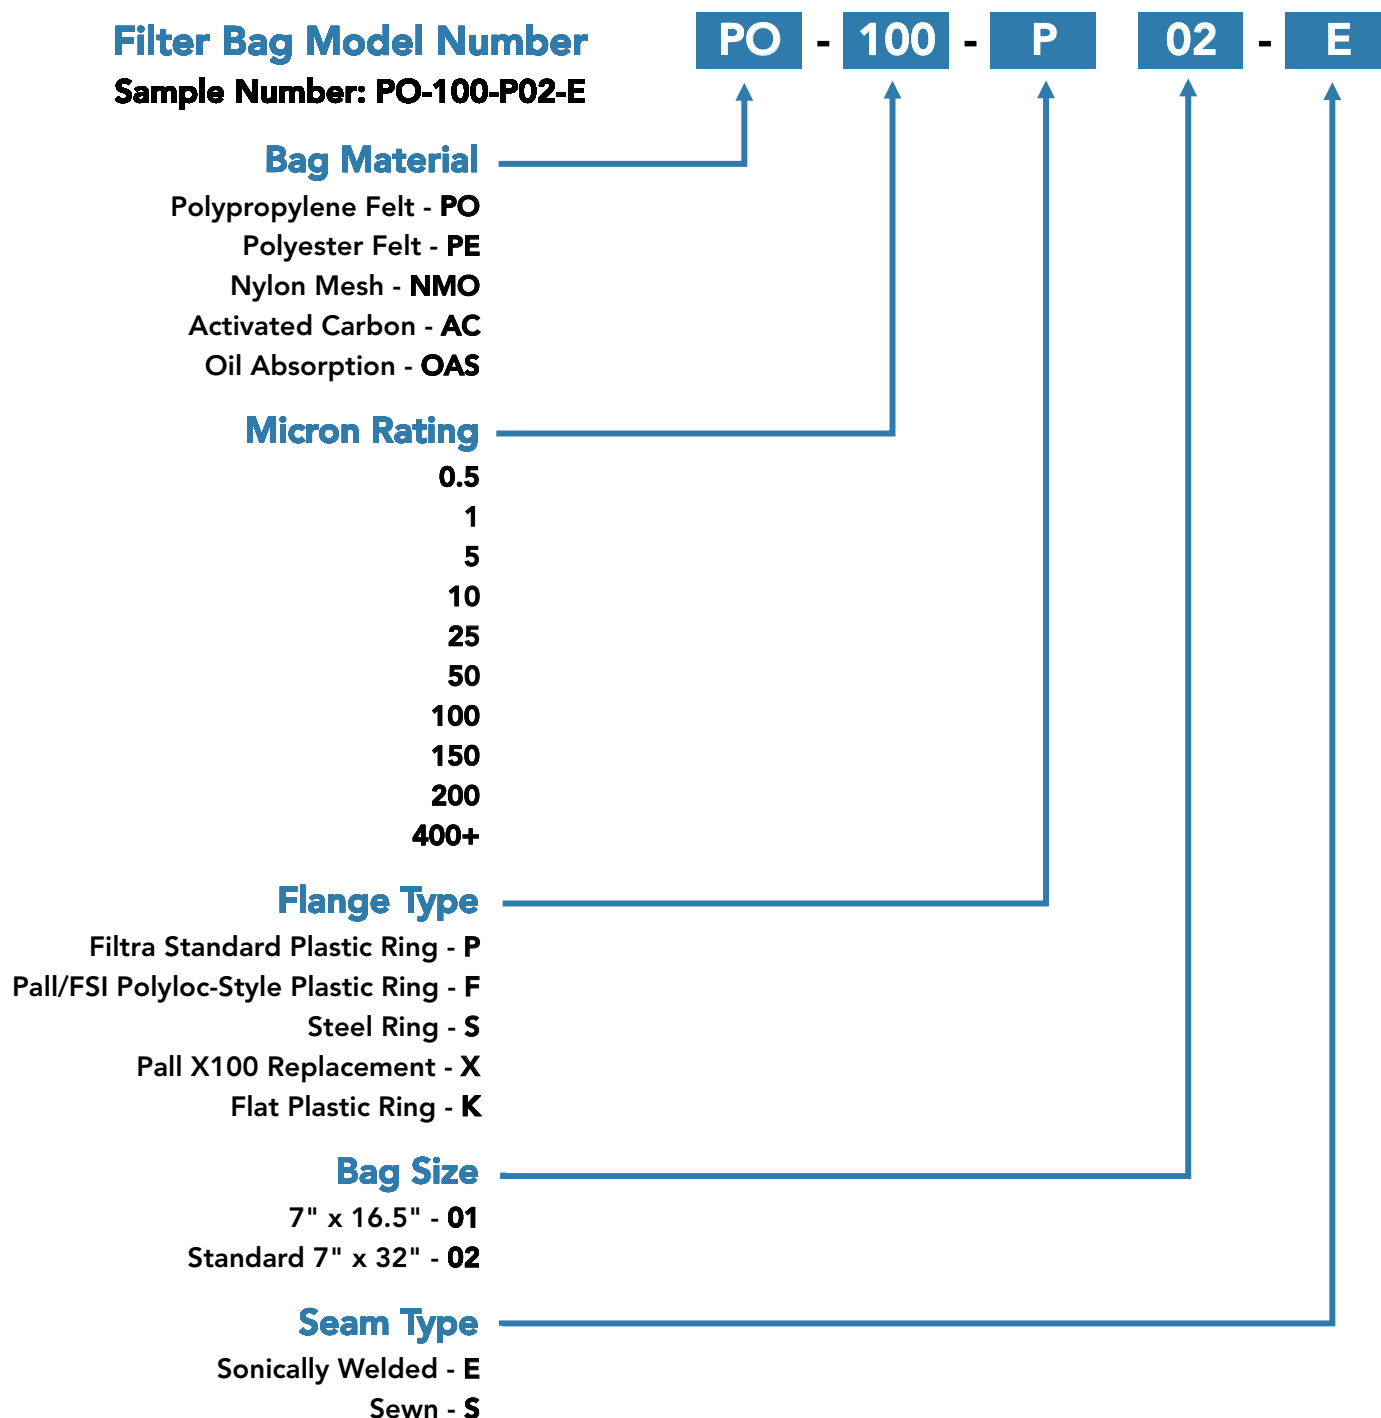 Filter Bag Model Number
PO - 100 - P 02 - E
Sample Number: PO-100-P02-E
Bag Material
Polypropylene Felt - PO
Polyester Felt - PE
Nylon Mesh - NMO
Activated Carbon - AC
Oil Absorption - OAS
Micron Rating
0.5
1
5
10
25
50
100
150
200
400+
Flange Type
Filtra Standard Plastic Ring - P
Pall/FSI Polyloc-Style Plastic Ring - F
Steel Ring - S
Pall X100 Replacement - X
Flat Plastic Ring - K
Bag Size
7" x 16.5" - 01
Standard 7" x 32" - 02
Seam Type
Sonically Welded - E
Sewn - S